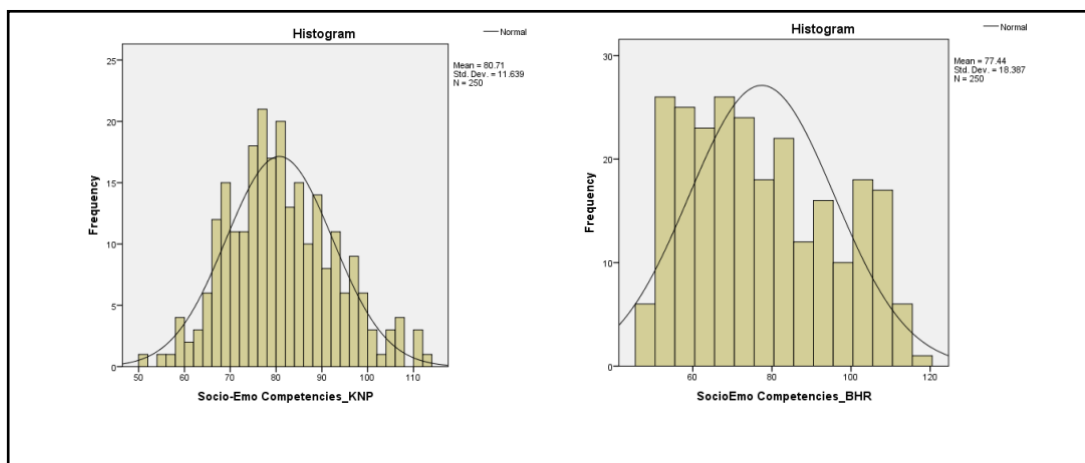 Histogram
Normal
Mean = 80.71
Std. Dev. = 11.639
N = 250
25
20
15
10
5
0
Frequency
50 60 70 80 90 100 110
Socio-Emo Competencies_KNP
Histogram
Normal
Mean = 77.44
Std. Dev. = 18.387
N = 250
30
20
10
0
Frequency
60 80 100 120
SocioEmo Competencies_BHR